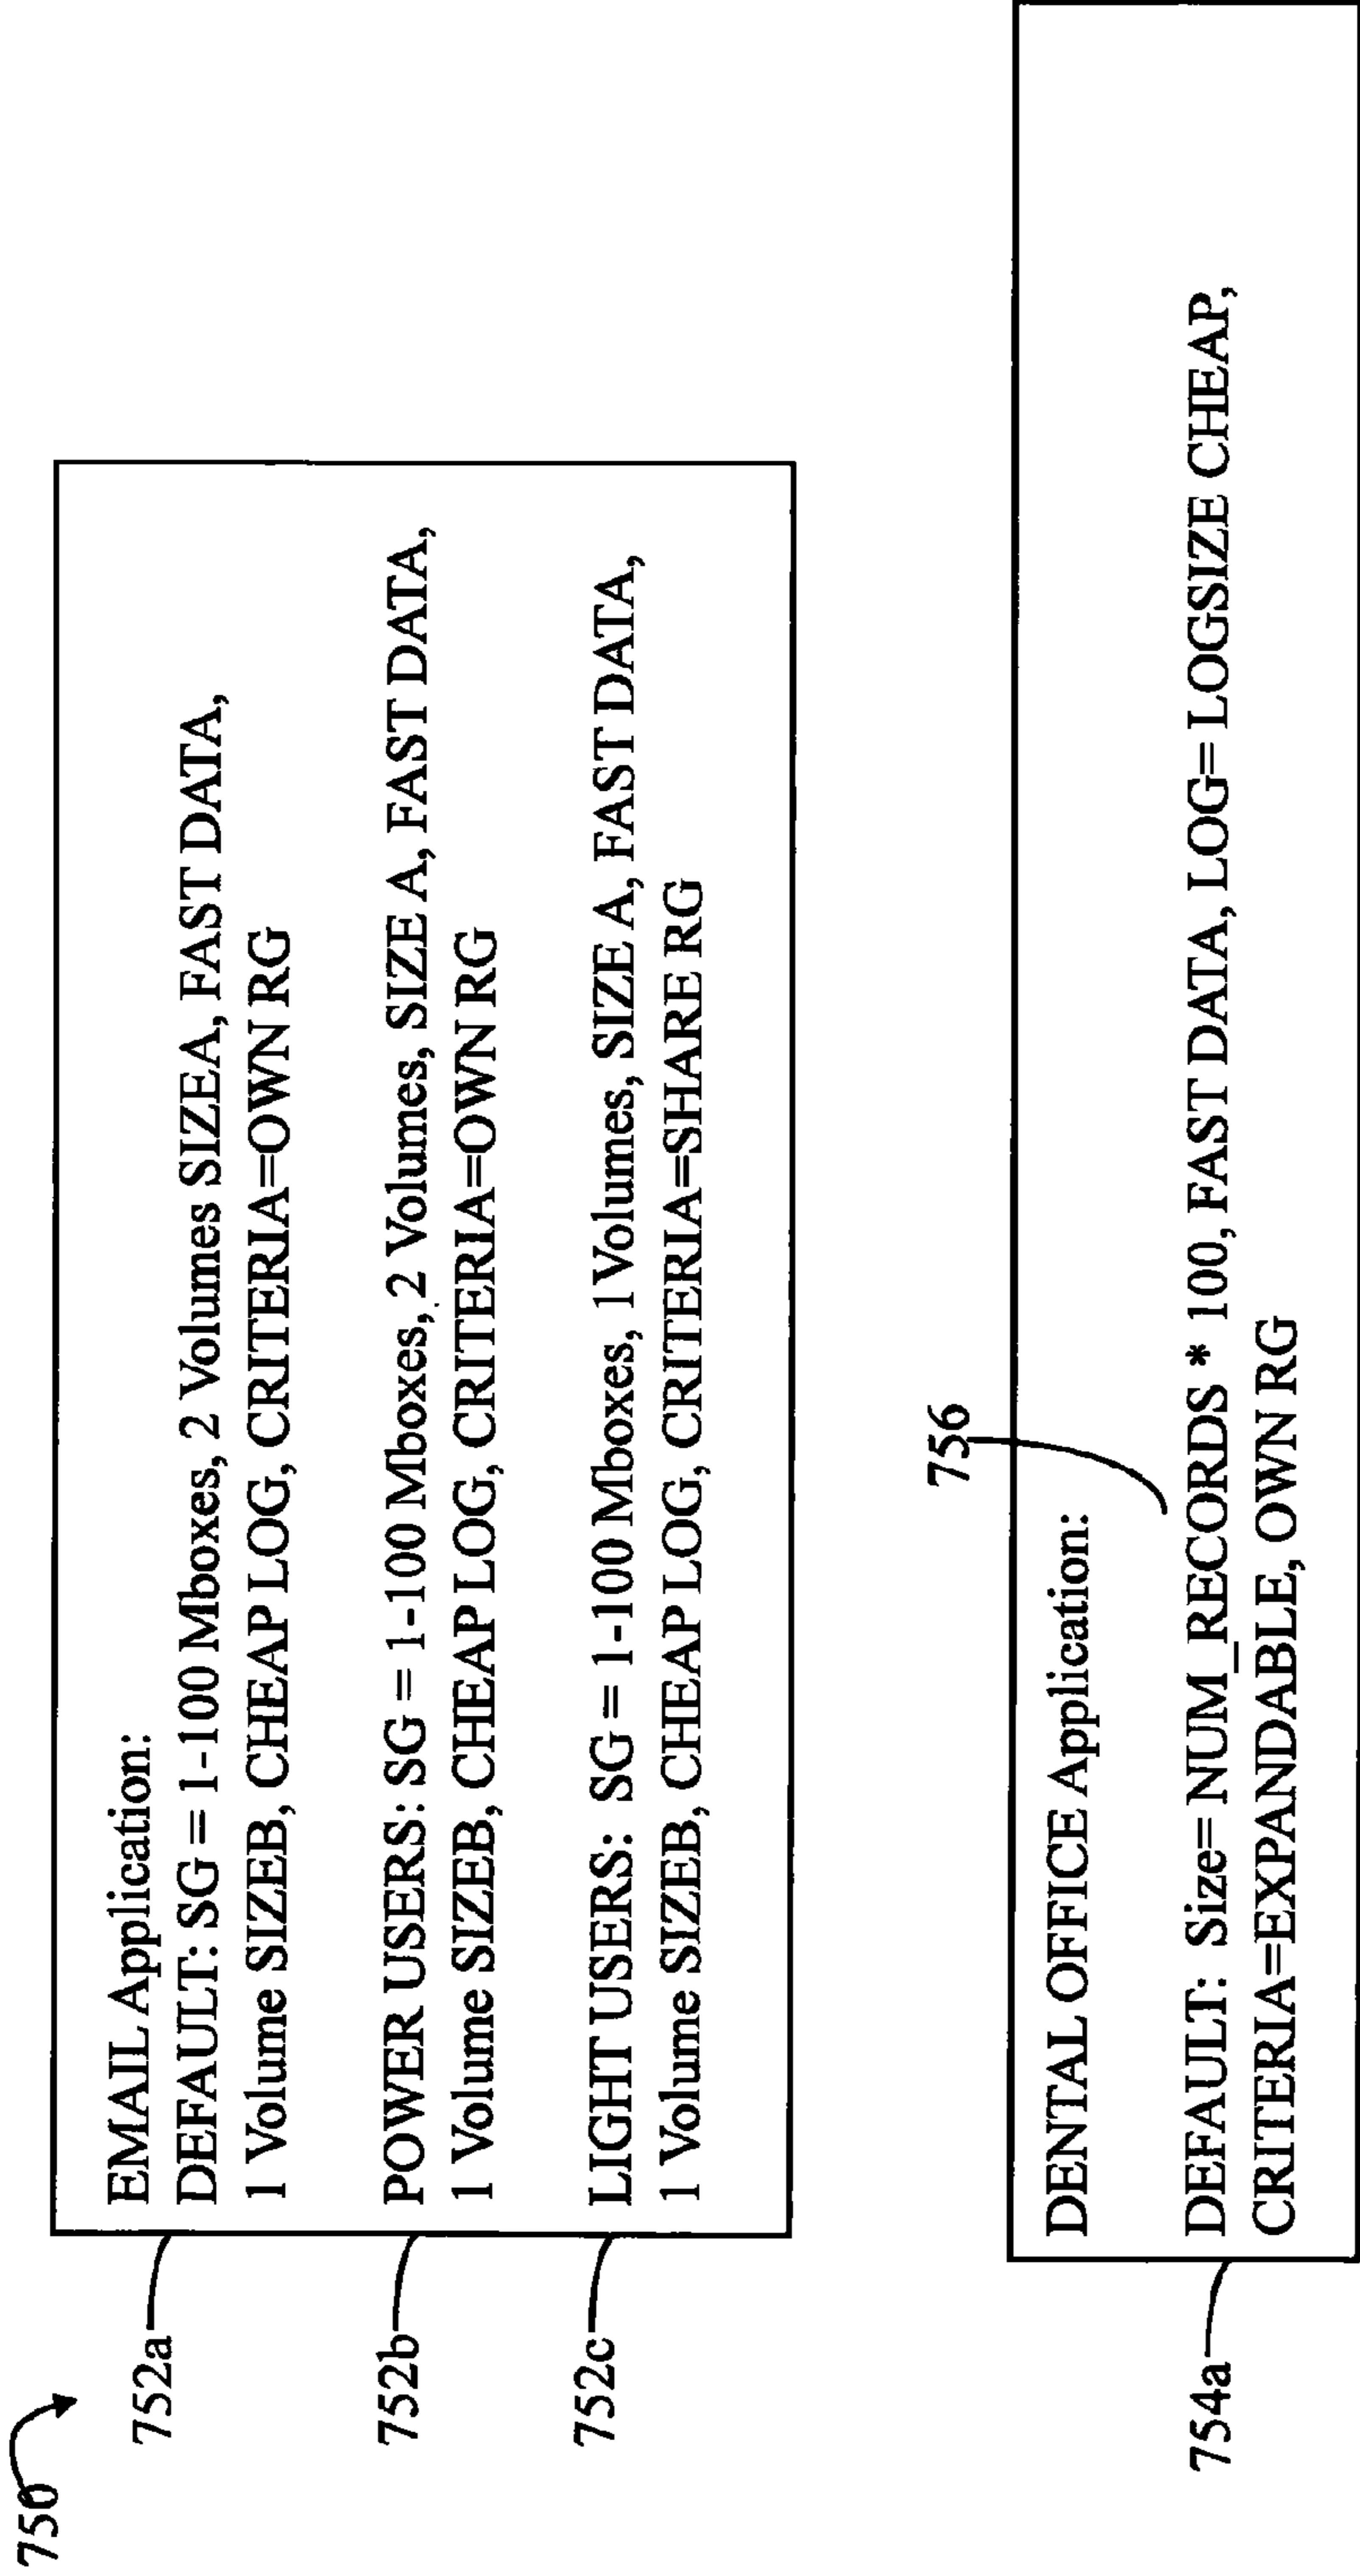 750
EMAIL Application:
752a
DEFAULT: SG = 1-100 Mboxes, 2 Volumes SIZEA, FAST DATA,
1 Volume SIZEB, CHEAP LOG, CRITERIA=OWN RG
752b
POWER USERS: SG = 1-100 Mboxes, 2 Volumes, SIZE A, FAST DATA,
1 Volume SIZEB, CHEAP LOG, CRITERIA=OWN RG
752c
LIGHT USERS: SG = 1-100 Mboxes, 1Volumes, SIZE A, FAST DATA,
1 Volume SIZEB, CHEAP LOG, CRITERIA=SHARE RG
756
DENTAL OFFICE Application:
754a
DEFAULT: Size= NUM_RECORDS * 100, FAST DATA, LOG= LOGSIZE CHEAP,
CRITERIA=EXPANDABLE, OWN RG